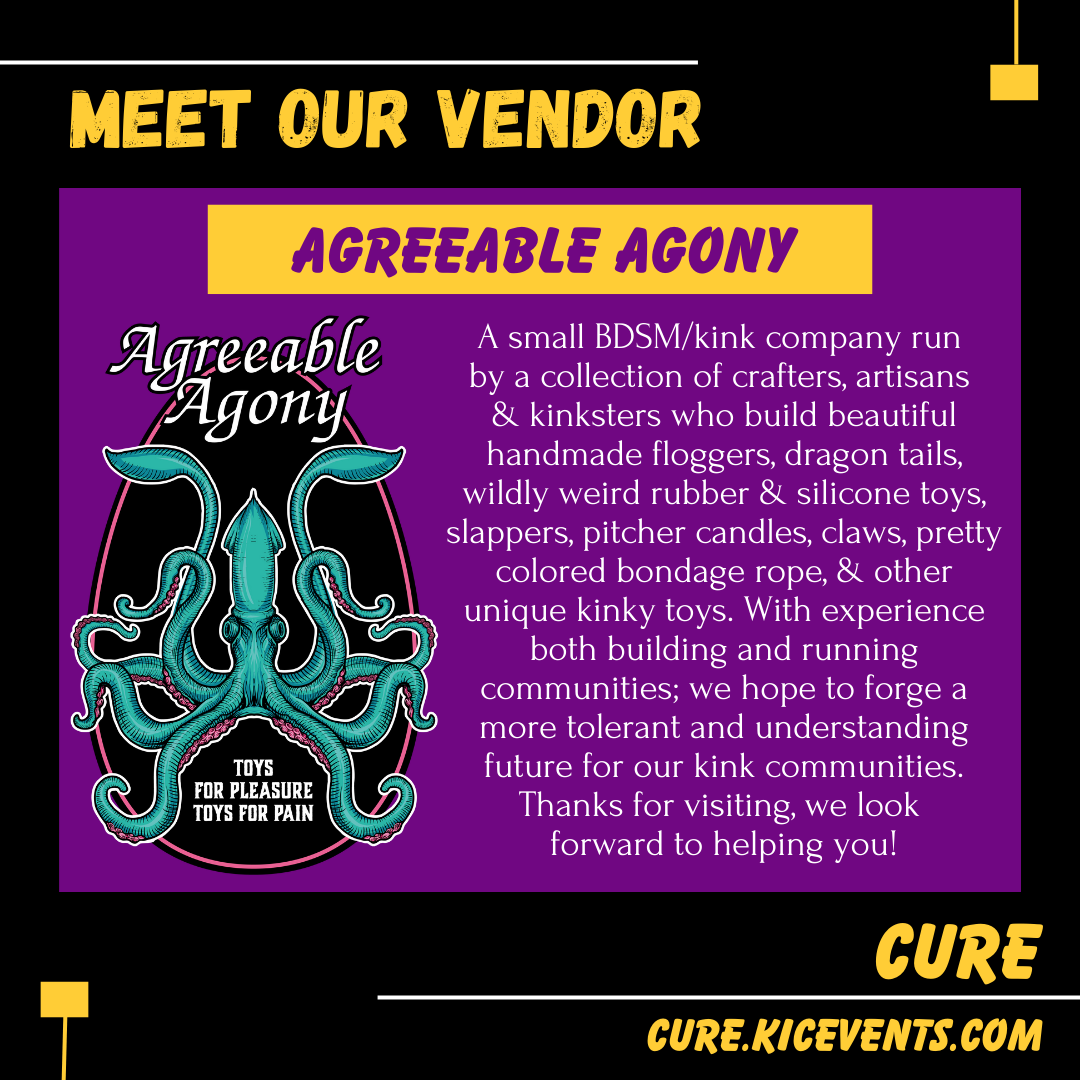 MEET OUR VENDOR
AGREEABLE AGONY
Agreeable
Agony
TOYS
FOR PLEASURE
TOYS FOR PAIN
A small BDSM/kink company run
by a collection of crafters, artisans
& kinksters who build beautiful
handmade floggers, dragon tails,
wildly weird rubber & silicone toys,
slappers, pitcher candles, claws, pretty
colored bondage rope, & other
unique kinky toys. With experience
both building and running
communities; we hope to forge a
more tolerant and understanding
future for our kink communities.
Thanks for visiting, we look
forward to helping you!
CURE
CURE.KICEVENTS.COM